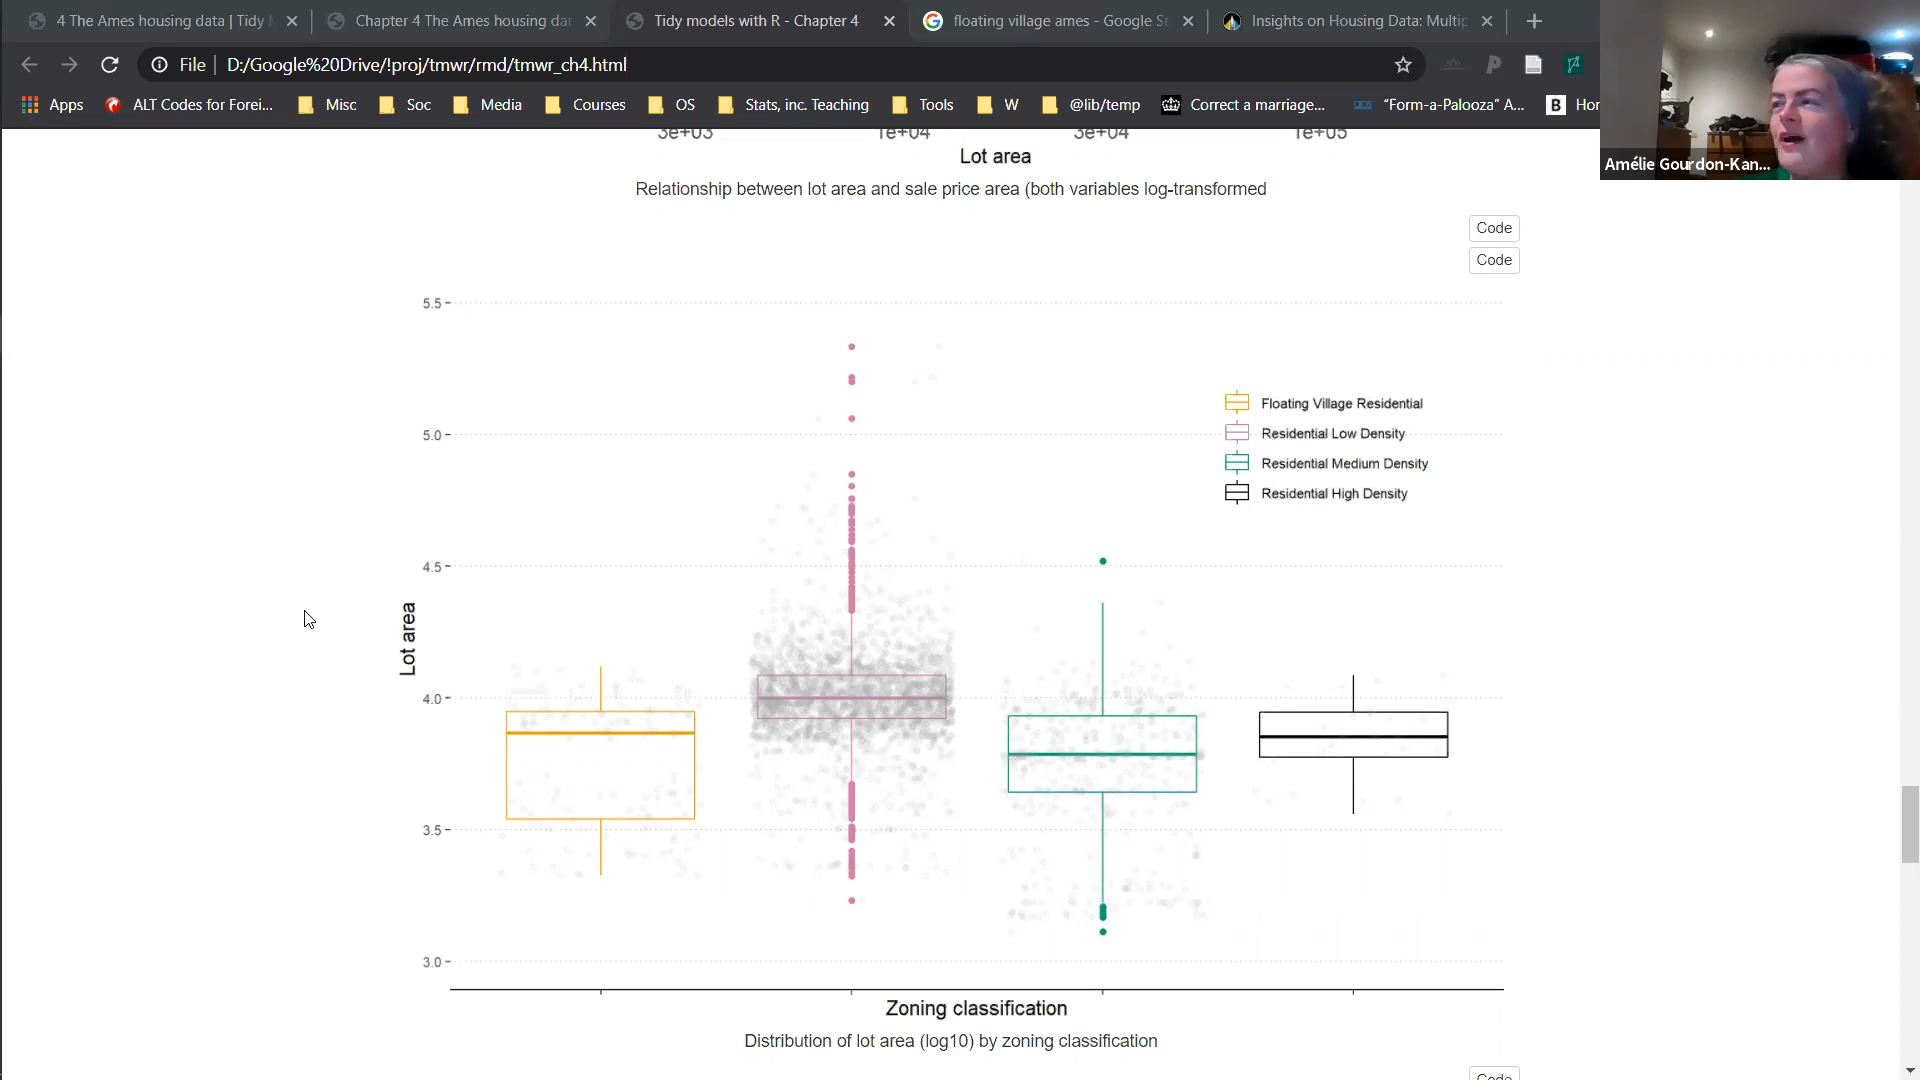 4 The Ames housing data | Tidy M
Chapter 4 The Ames housing dat
Tidy models with R - Chapter 4
floating village ames - Google Se
Insights on Housing Data: Multip
File
D:/Google%20Drive/!proj/tmwr/rmd/tmwr_ch4.html
Apps
ALT Codes for Forei...
Misc
Soc
Media
Courses
OS
Stats, inc. Teaching
Tools
W
@lib/temp
Correct a marriage...
"Form-a-Palooza" A...
B
Hor
Amélie Gourdon-Kan...
3e+03
1e+04
3e+04
1e+05
Lot area
Relationship between lot area and sale price area (both variables log-transformed
Code
Code
5.5
5.0
4.5
4.0
3.5
3.0
Lot area
Floating Village Residential
Residential Low Density
Residential Medium Density
Residential High Density
Zoning classification
Distribution of lot area (log10) by zoning classification
Code